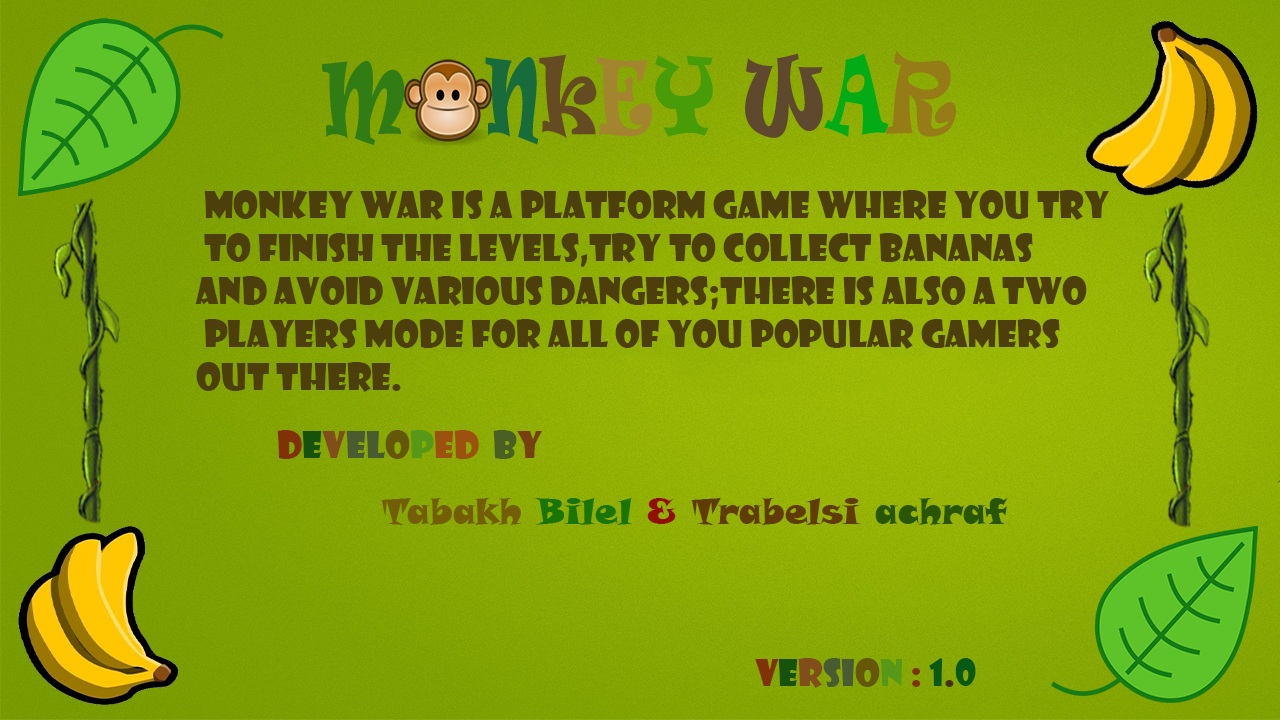 mOnkEY WAR
MONKEY WAR IS A PLATFORM GAME WHERE YOU TRY
TO FINISH THE LEVELS,TRY TO COLLECT BANANAS
AND AVOID VARIOUS DANGERS;THERE IS ALSO A TWO
PLAYERS MODE FOR ALL OF YOU POPULAR GAMERS
OUT THERE.
DEVELOPED BY
Tabakh Bilel & Trabelsi achraf
VERSION : 1.0